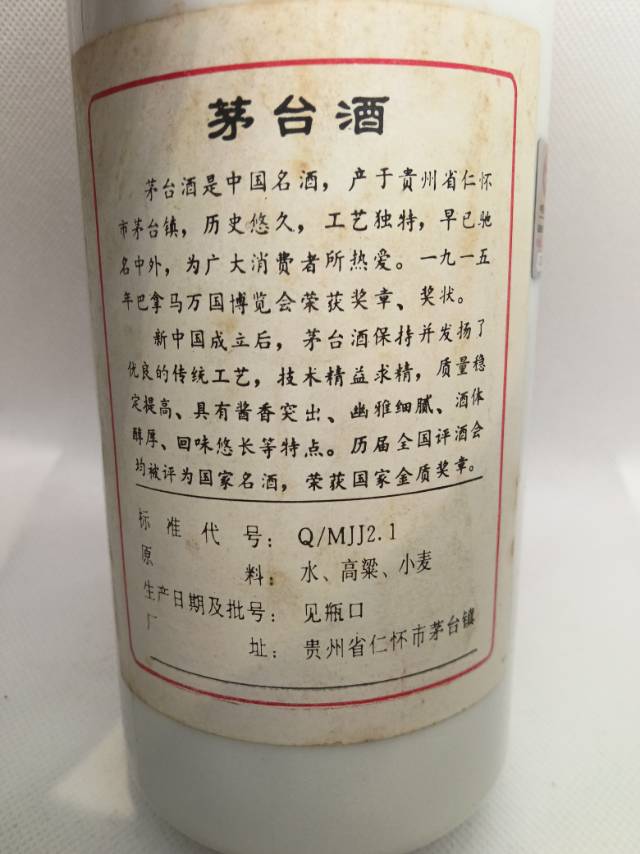 茅台酒
茅台酒是中国名酒，产于贵州省仁怀
市茅台镇，历史悠久，工艺独特，早已驰
名中外，为广大消费者所热爱。一九一五
年巴拿马万国博览会荣获奖章、奖状。
新中国成立后，茅台酒保持并发扬了
优良的传统工艺，技术精益求精，质量稳
定提高、具有酱香突出、幽雅细腻、酒体
醇厚、回味悠长等特点。历届全国评酒会
均被评为国家名酒，荣获国家金质奖章。
标准代号：Q/MJJ2.1
原料：水、高粱、小麦
生产日期及批号：见瓶口
厂址：贵州省仁怀市茅台镇